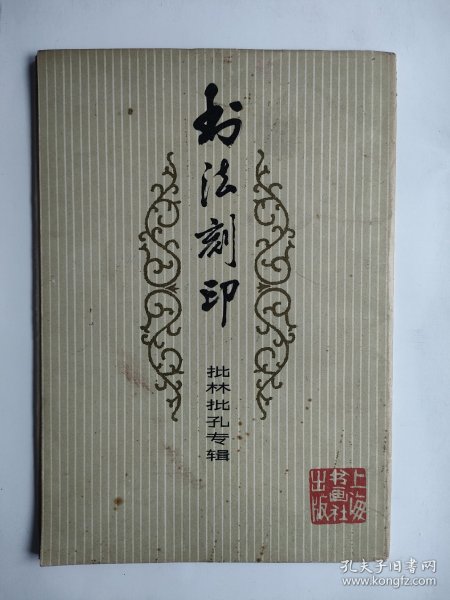 书法刻印
批林批孔专辑
上海
书画社
出版
孔夫子旧书网
www.kongfz.com